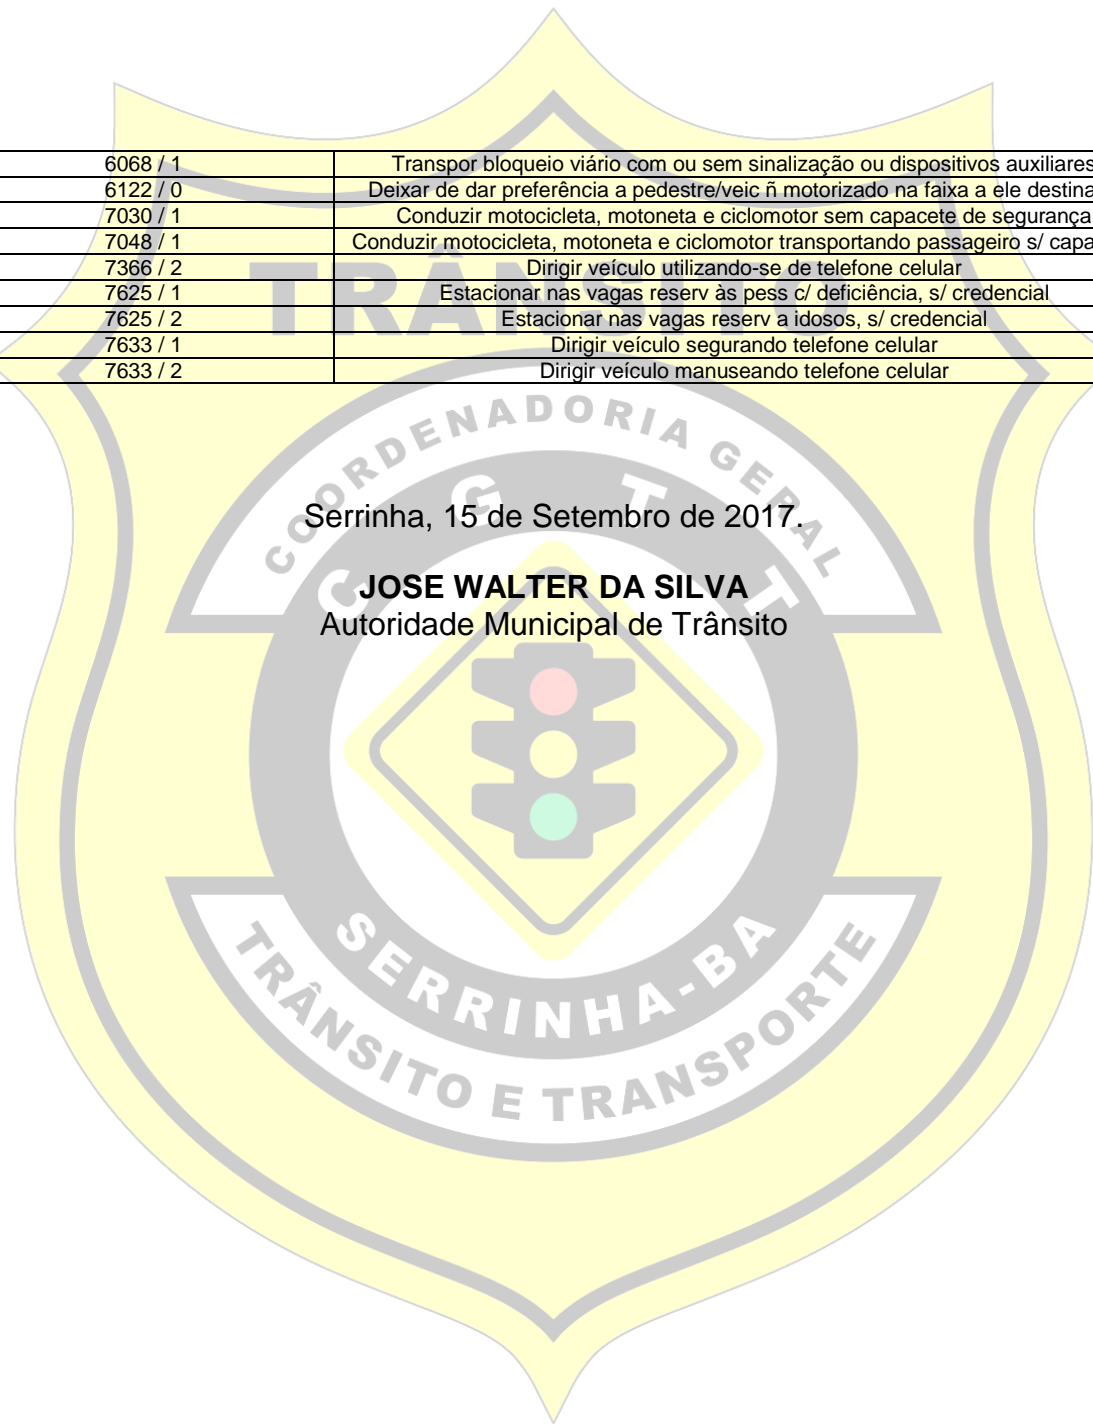 6068 / 1 Transpor bloqueio viário com ou sem sinalização ou dispositivos auxiliares
6122 / 0 Deixar de dar preferência a pedestre/veic ñ motorizado na faixa a ele destina
7030 / 1 Conduzir motocicleta, motoneta e ciclomotor sem capacete de segurança
7048 / 1 Conduzir motocicleta, motoneta e ciclomotor transportando passageiro s/ capa
7366 / 2 Dirigir veículo utilizando-se de telefone celular
7625 / 1 Estacionar nas vagas reserv às pess c/ deficiência, s/ credencial
7625 / 2 Estacionar nas vagas reserv a idosos, s/ credencial
7633 / 1 Dirigir veículo segurando telefone celular
7633 / 2 Dirigir veículo manuseando telefone celular
TRÂNSITO
COORDENADORIA GERAL
CGTT
Serrinha, 15 de Setembro de 2017.
JOSE WALTER DA SILVA
Autoridade Municipal de Trânsito
SERRINHA-BA
TRÂNSITO E TRANSPORTE